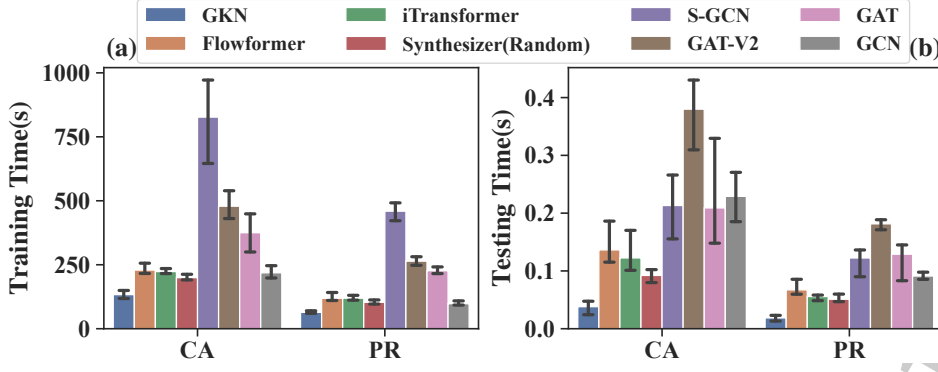 GKN iTransformer S-GCN GAT
Flowformer Synthesizer(Random) GAT-V2 GCN
(a) (b)
Training Time(s)
1000
750
500
250
0
CA PR
Testing Time(s)
0.4
0.3
0.2
0.1
0.0
CA PR